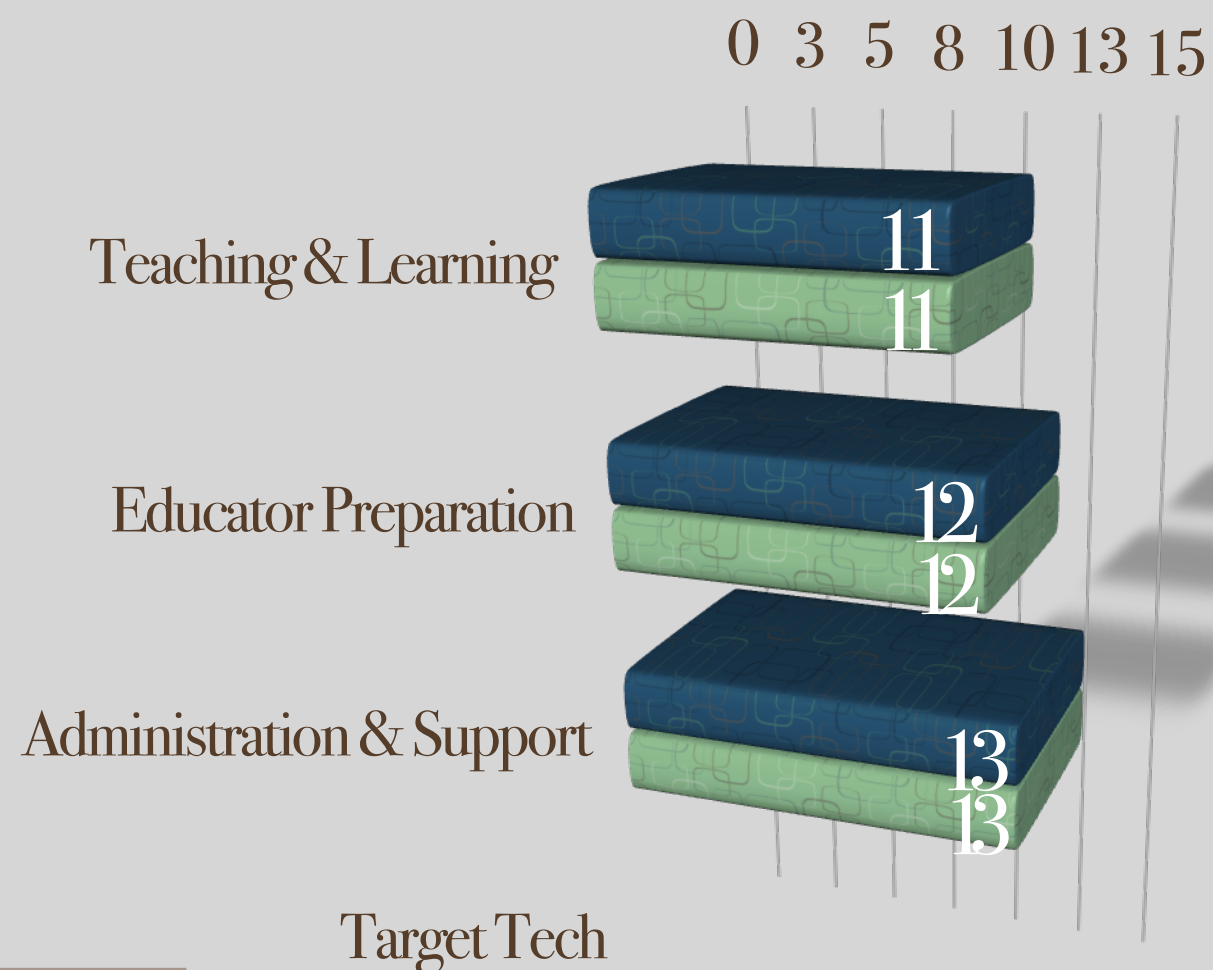 0 3 5 8 10 13 15
Teaching & Learning
11
11
Educator Preparation
12
12
Administration & Support
13
13
Target Tech